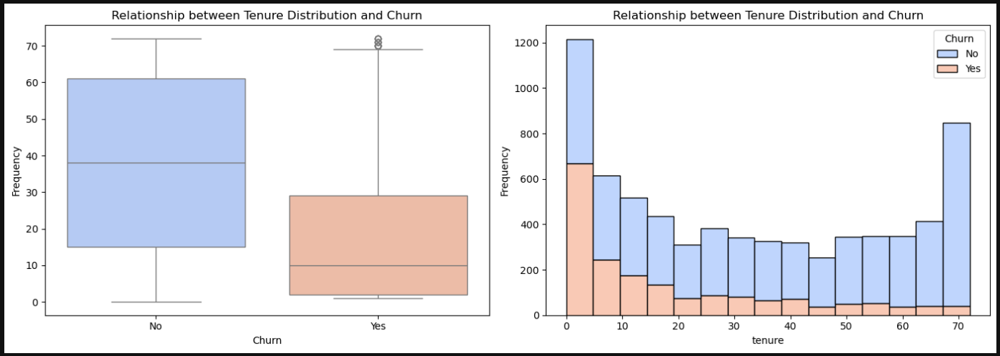 Relationship between Tenure Distribution and Churn
70
60
50
40
30
20
10
0
Frequency
No
Yes
Churn
Relationship between Tenure Distribution and Churn
1200
1000
800
600
400
200
0
Frequency
Churn
No
Yes
0 10 20 30 40 50 60 70
tenure